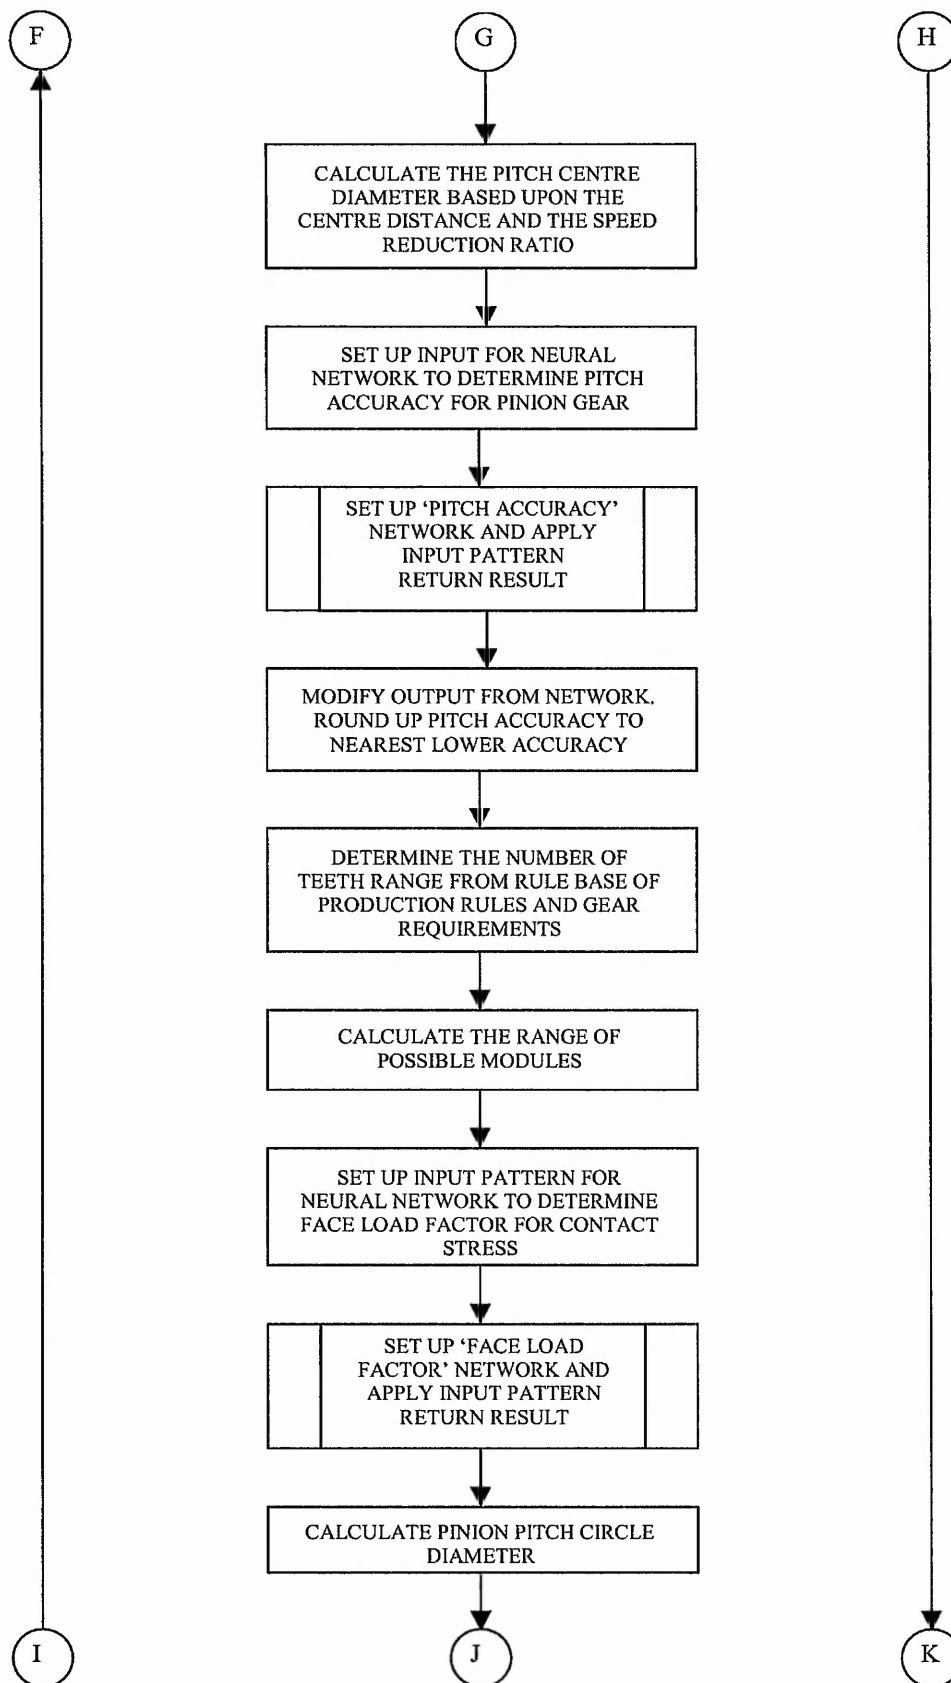 F
G
H
CALCULATE THE PITCH CENTRE
DIAMETER BASED UPON THE
CENTRE DISTANCE AND THE SPEED
REDUCTION RATIO
SET UP INPUT FOR NEURAL
NETWORK TO DETERMINE PITCH
ACCURACY FOR PINION GEAR
SET UP ‘PITCH ACCURACY’
NETWORK AND APPLY
INPUT PATTERN
RETURN RESULT
MODIFY OUTPUT FROM NETWORK.
ROUND UP PITCH ACCURACY TO
NEAREST LOWER ACCURACY
DETERMINE THE NUMBER OF
TEETH RANGE FROM RULE BASE OF
PRODUCTION RULES AND GEAR
REQUIREMENTS
CALCULATE THE RANGE OF
POSSIBLE MODULES
SET UP INPUT PATTERN FOR
NEURAL NETWORK TO DETERMINE
FACE LOAD FACTOR FOR CONTACT
STRESS
SET UP ‘FACE LOAD
FACTOR’ NETWORK AND
APPLY INPUT PATTERN
RETURN RESULT
CALCULATE PINION PITCH CIRCLE
DIAMETER
I
J
K